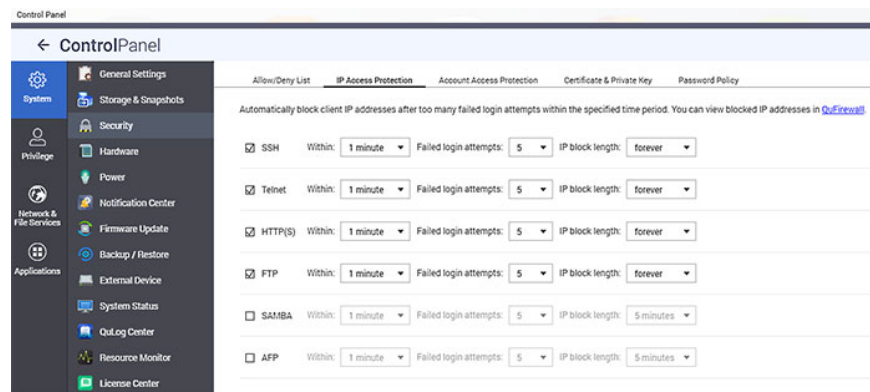 Control Panel
← ControlPanel
System
Privilege
Network &
File Services
Applications
General Settings
Storage & Snapshots
Security
Hardware
Power
Notification Center
Firmware Update
Backup / Restore
External Device
System Status
QuLog Center
Resource Monitor
License Center
Allow/Deny List IP Access Protection Account Access Protection Certificate & Private Key Password Policy
Automatically block client IP addresses after too many failed login attempts within the specified time period. You can view blocked IP addresses in QuFirewall.
SSH Within: 1 minute Failed login attempts: 5 IP block length: forever
Telnet Within: 1 minute Failed login attempts: 5 IP block length: forever
HTTP(S) Within: 1 minute Failed login attempts: 5 IP block length: forever
FTP Within: 1 minute Failed login attempts: 5 IP block length: forever
SAMBA Within: 1 minute Failed login attempts: 5 IP block length: 5 minutes
AFP Within: 1 minute Failed login attempts: 5 IP block length: 5 minutes